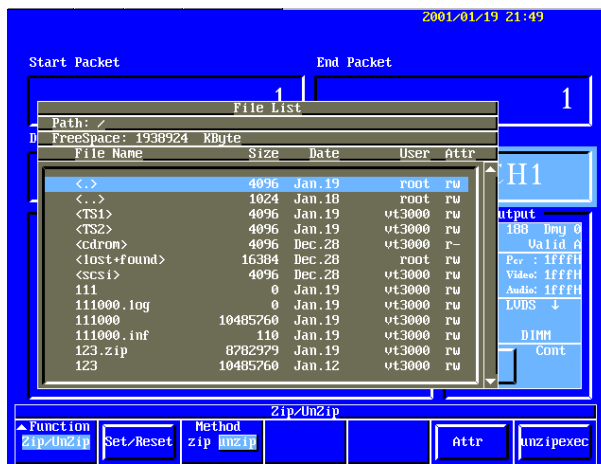 2001/01/19 21:49
Start Packet End Packet
1 1
File List
Path: /
D FreeSpace: 1938924 KByte
File Name Size Date User Attr
<.> 4096 Jan.19 root rw
<..> 1024 Jan.18 root rw
<TS1> 4096 Jan.19 vt3000 rw
<TS2> 4096 Jan.19 vt3000 rw
<cdrom> 4096 Dec.28 vt3000 r-
<lost+found> 16384 Dec.28 root rw
<scsi> 4096 Dec.28 vt3000 rw
111 0 Jan.19 vt3000 rw
111000.log 0 Jan.19 vt3000 rw
111000 10485760 Jan.19 vt3000 rw
111000.inf 110 Jan.19 vt3000 rw
123.zip 8782979 Jan.19 vt3000 rw
123 10485760 Jan.12 vt3000 rw
CH1
utput
188 Dmy 0
Valid A
Pcr : 1fffH
Video: 1fffH
Audio: 1fffH
LVDS ↓
DIMM
Cont
Zip/UnZip
▲Function
Zip/UnZip
Set/Reset
Method
zip unzip
Attr
unzipexec